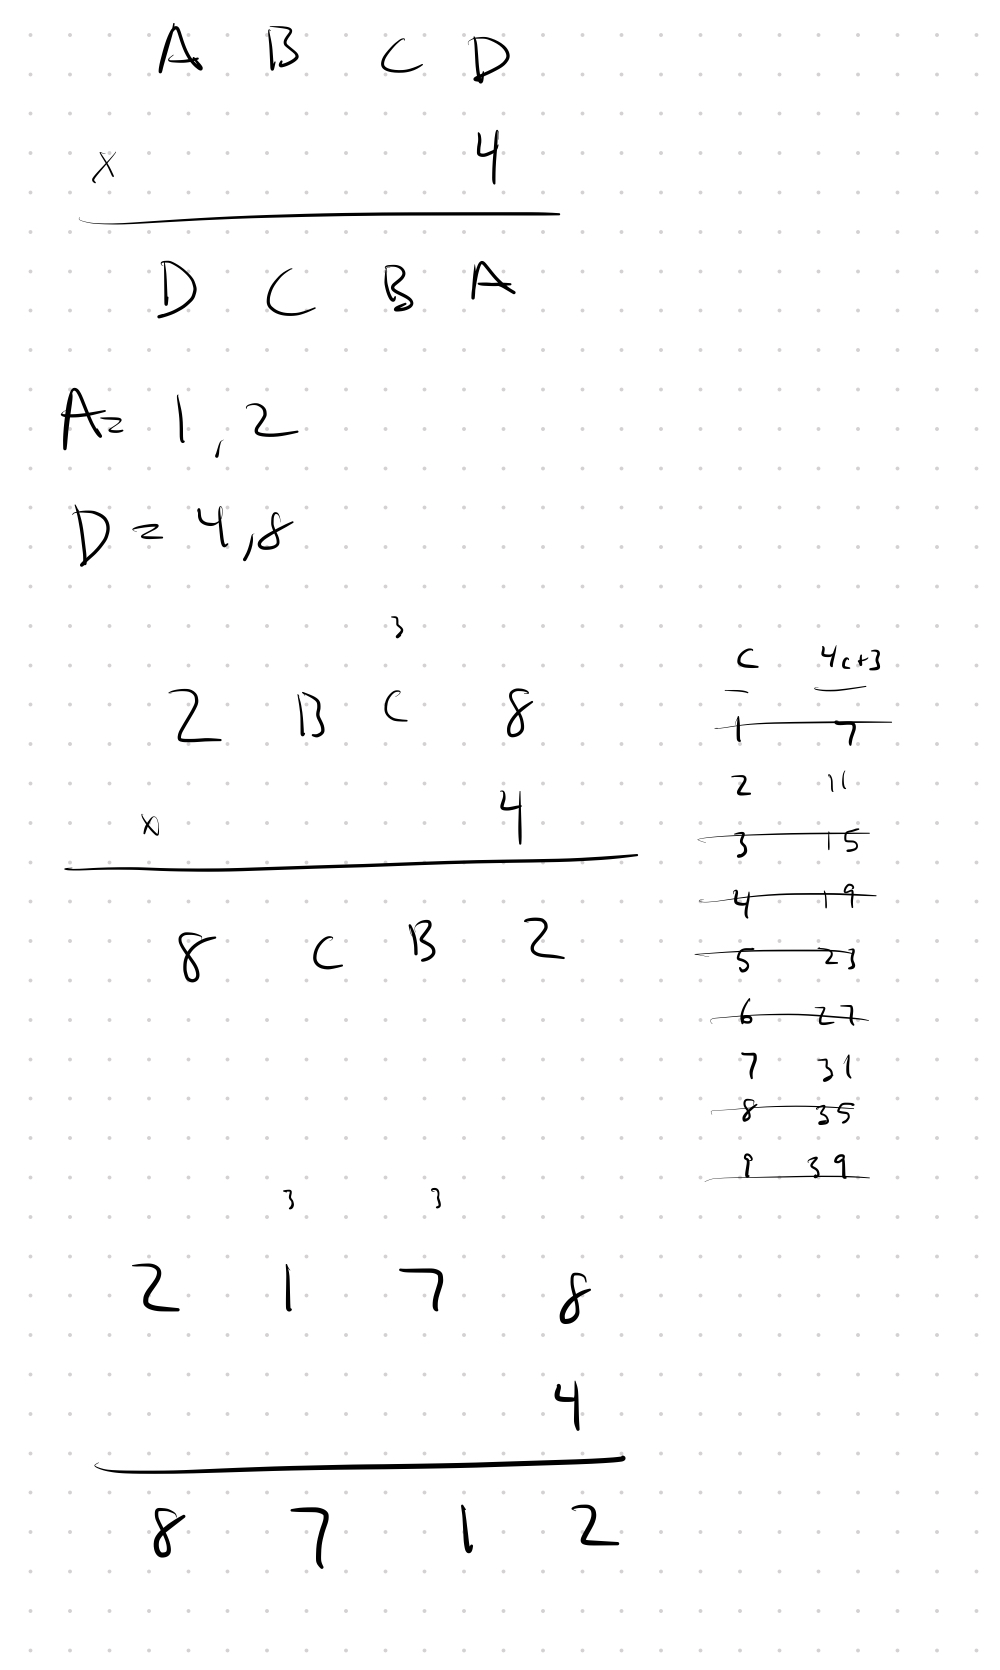 A B C D
x 4
D C B A
A= 1, 2
D = 4, 8
3
2 B C 8
x 4
8 C B 2
C 4c+3
1 7
2 11
3 15
4 19
5 23
6 27
7 31
8 35
9 39
3 3
2 1 7 8
4
8 7 1 2